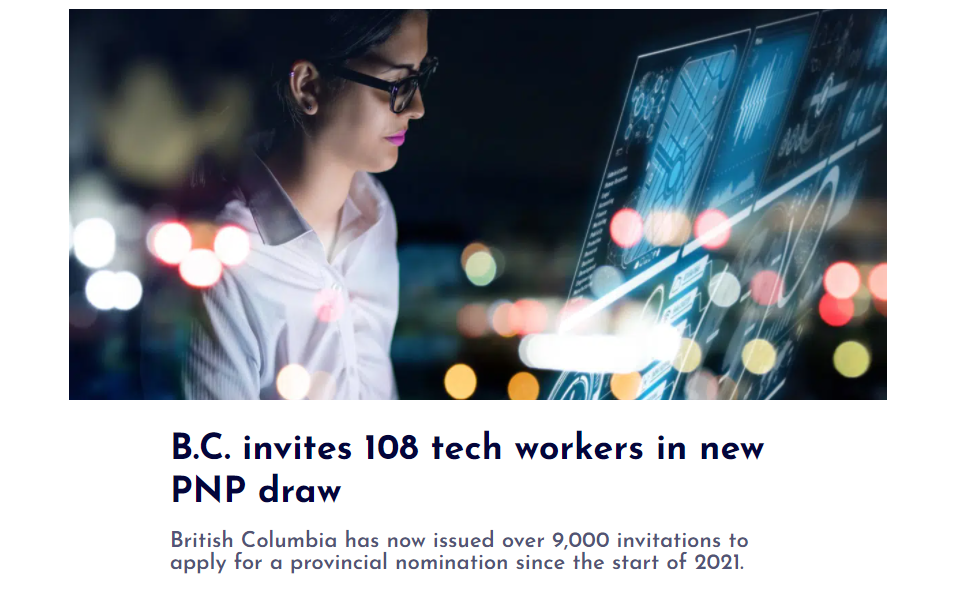 B.C. invites 108 tech workers in new
PNP draw
British Columbia has now issued over 9,000 invitations to
apply for a provincial nomination since the start of 2021.